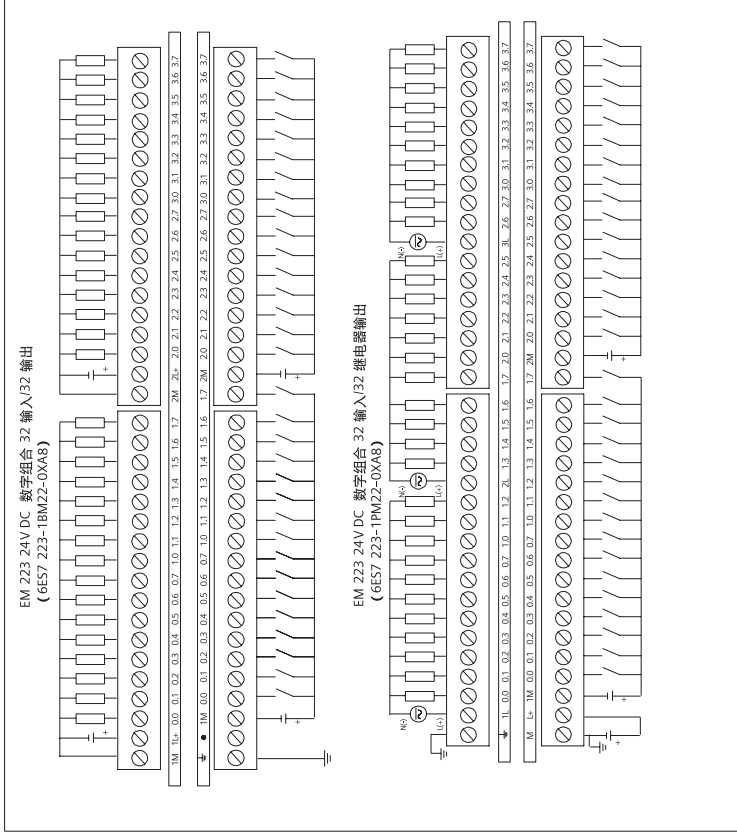 EM 223 24V DC 数字组合 32 输入/32 输出
(6ES7 223-1BM22-0XA8)
+ +
1M 1L+ 0.0 0.1 0.2 0.3 0.4 0.5 0.6 0.7 1.0 1.1 1.2 1.3 1.4 1.5 1.6 1.7 2M 2L+ 2.0 2.1 2.2 2.3 2.4 2.5 2.6 2.7 3.0 3.1 3.2 3.3 3.4 3.5 3.6 3.7
1M 0.0 0.1 0.2 0.3 0.4 0.5 0.6 0.7 1.0 1.1 1.2 1.3 1.4 1.5 1.6 1.7 2M 2.0 2.1 2.2 2.3 2.4 2.5 2.6 2.7 3.0 3.1 3.2 3.3 3.4 3.5 3.6 3.7
+ +
EM 223 24V DC 数字组合 32 输入/32 继电器输出
(6ES7 223-1PM22-0XA8)
N(-) N(-) N(-)
L(+) L(+) L(+)
1L 0.0 0.1 0.2 0.3 0.4 0.5 0.6 0.7 1.0 1.1 1.2 2L 1.3 1.4 1.5 1.6 1.7 2.0 2.1 2.2 2.3 2.4 2.5 3L 2.6 2.7 3.0 3.1 3.2 3.3 3.4 3.5 3.6 3.7
M L+ 1M 0.0 0.1 0.2 0.3 0.4 0.5 0.6 0.7 1.0 1.1 1.2 1.3 1.4 1.5 1.6 1.7 2M 2.0 2.1 2.2 2.3 2.4 2.5 2.6 2.7 3.0 3.1 3.2 3.3 3.4 3.5 3.6 3.7
+ + +